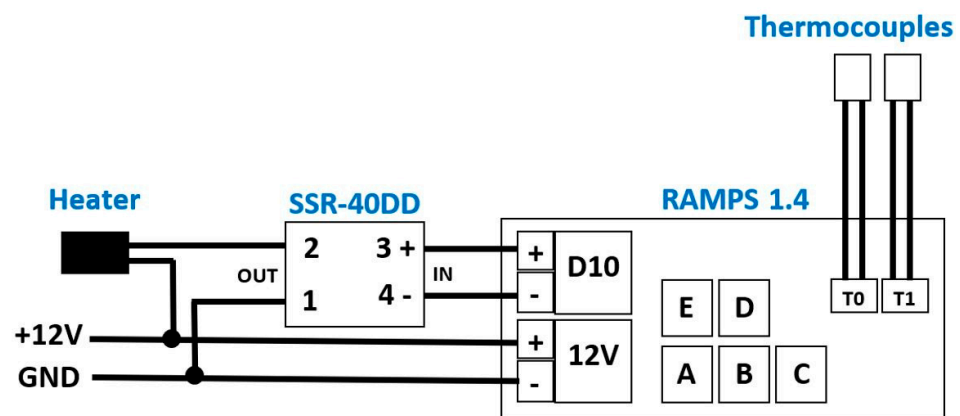 Thermocouples
Heater
SSR-40DD
RAMPS 1.4
2 3 +
OUT IN
1 4 -
+ D10
-
T0 T1
E D
+12V
+ 12V
-
GND
A B C